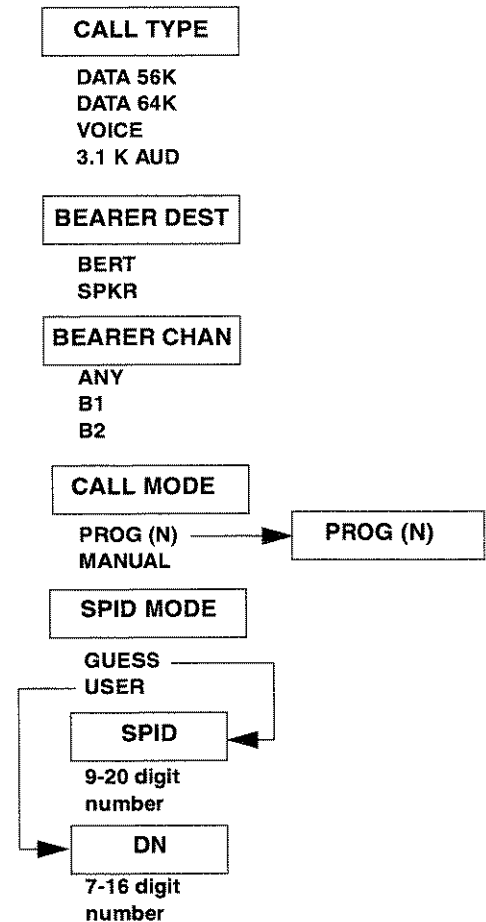 CALL TYPE
DATA 56K
DATA 64K
VOICE
3.1 K AUD
BEARER DEST
BERT
SPKR
BEARER CHAN
ANY
B1
B2
CALL MODE
PROG (N)
PROG (N)
MANUAL
SPID MODE
GUESS
USER
SPID
9-20 digit
number
DN
7-16 digit
number